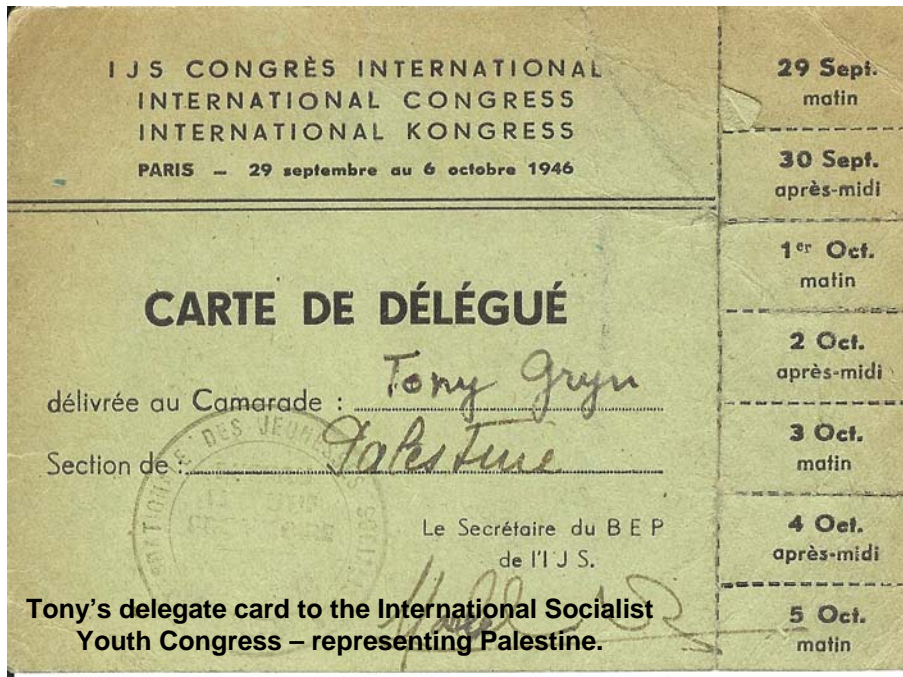 IJS CONGRÈS INTERNATIONAL
INTERNATIONAL CONGRESS
INTERNATIONAL KONGRESS
PARIS – 29 septembre au 6 octobre 1946
CARTE DE DÉLÉGUÉ
délivrée au Camarade : Tony Gryn
Section de : Palestine
DES JEUNES
Le Secrétaire du B E P
de l'I J S.
Tony's delegate card to the International Socialist
Youth Congress – representing Palestine.
29 Sept.
matin
30 Sept.
après-midi
1er Oct.
matin
2 Oct.
après-midi
3 Oct.
matin
4 Oct.
après-midi
5 Oct.
matin